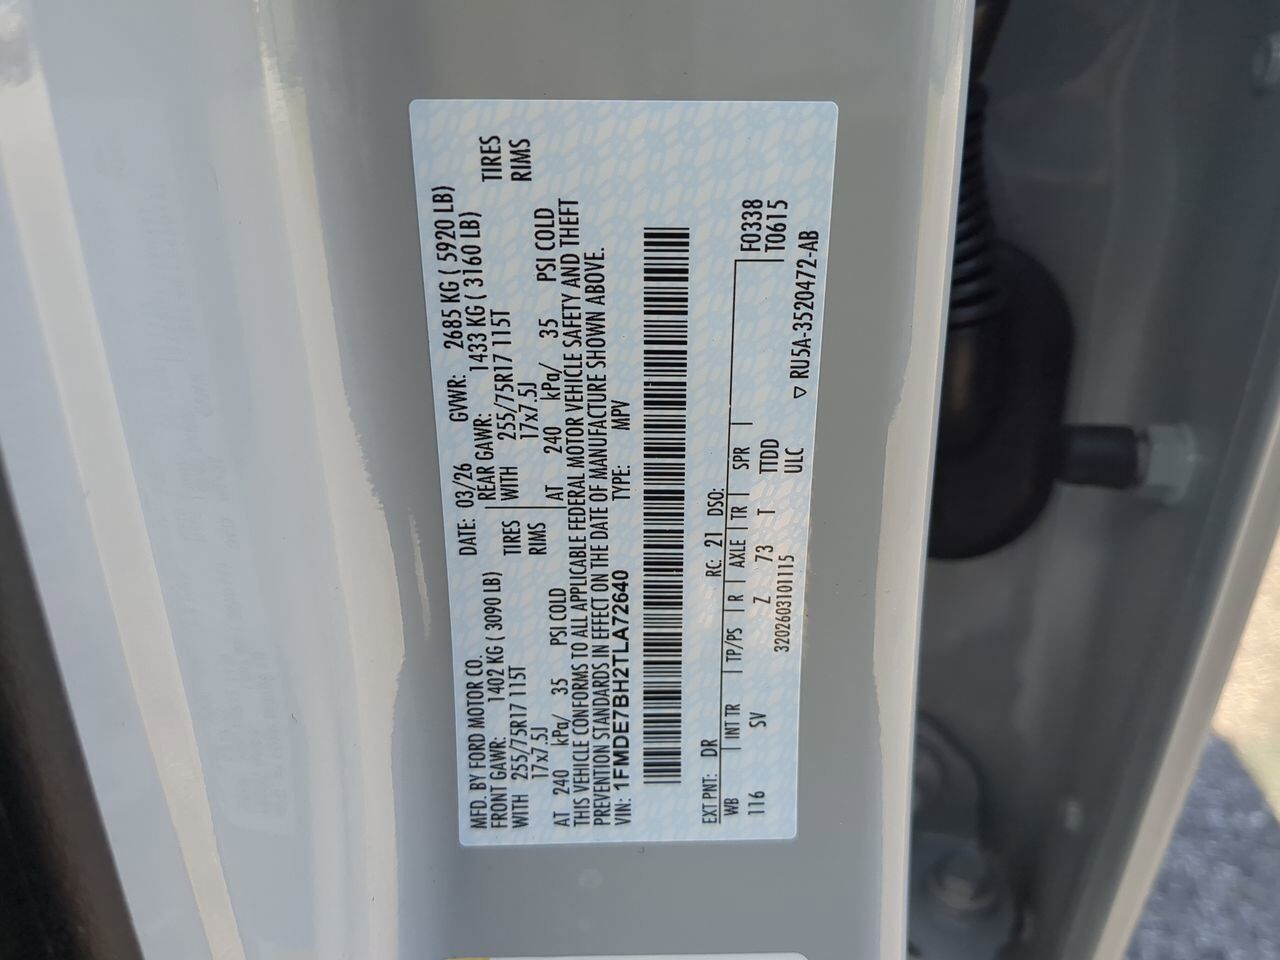 MFD. BY FORD MOTOR CO. DATE: 03/26 GVWR: 2685 KG ( 5920 LB)
FRONT GAWR: 1402 KG ( 3090 LB) REAR GAWR: 1433 KG ( 3160 LB)
WITH 255/75R17 115T TIRES WITH 255/75R17 115T TIRES
17x7.5J RIMS 17x7.5J RIMS
AT 240 kPa/ 35 PSI COLD AT 240 kPa/ 35 PSI COLD
THIS VEHICLE CONFORMS TO ALL APPLICABLE FEDERAL MOTOR VEHICLE SAFETY AND THEFT
PREVENTION STANDARDS IN EFFECT ON THE DATE OF MANUFACTURE SHOWN ABOVE.
VIN: 1FMDE7BH2TLA72640 TYPE: MPV
EXT PNT: DR RC: 21 DSO:
WB INT TR TP/PS R AXLE TR SPR F0338
116 SV Z 73 T TTDD T0615
3202603101115 ULC
▽ RU5A-3520472-AB